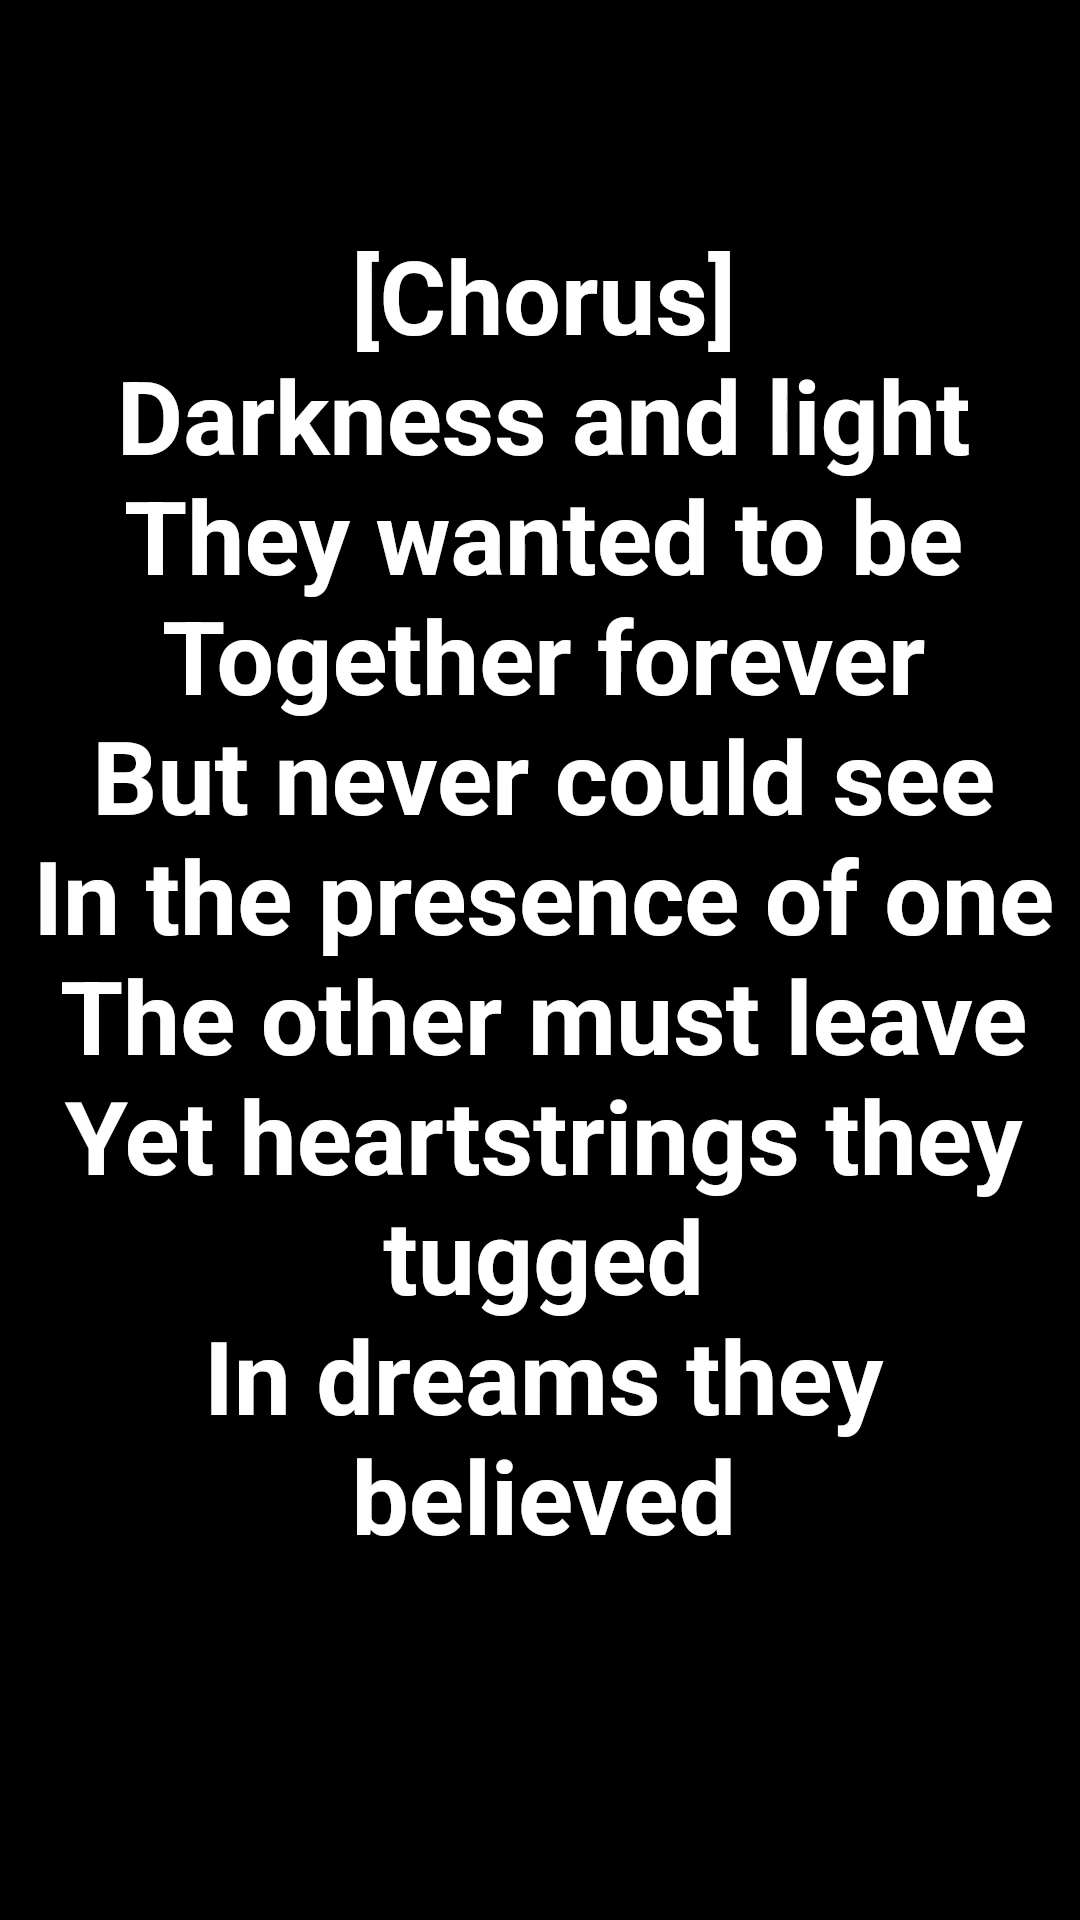 [Chorus]
Darkness and light
They wanted to be
Together forever
But never could see
In the presence of one
The other must leave
Yet heartstrings they
tugged
In dreams they
believed